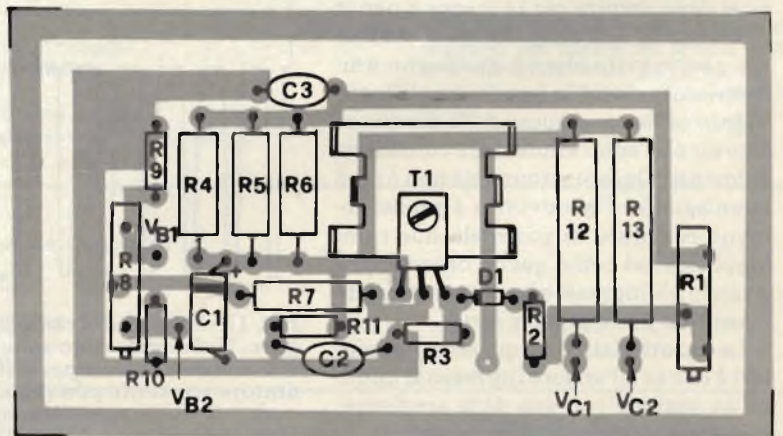 C3
R9
R4
R5
R6
T1
R12
R13
VB1
R8
C1
+
R7
D1
R1
R11
R2
R10
C2
R3
VB2
VC1
VC2